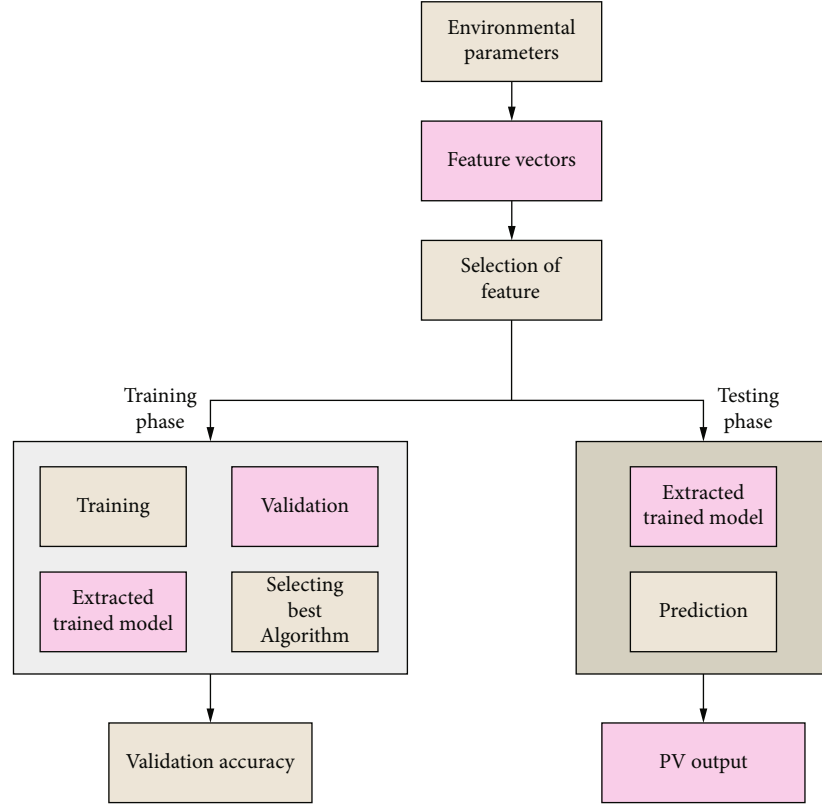 Environmental
parameters
Feature vectors
Selection of
feature
Training
phase
Testing
phase
Training
Validation
Extracted
trained model
Selecting
best
Algorithm
Extracted
trained model
Prediction
Validation accuracy
PV output